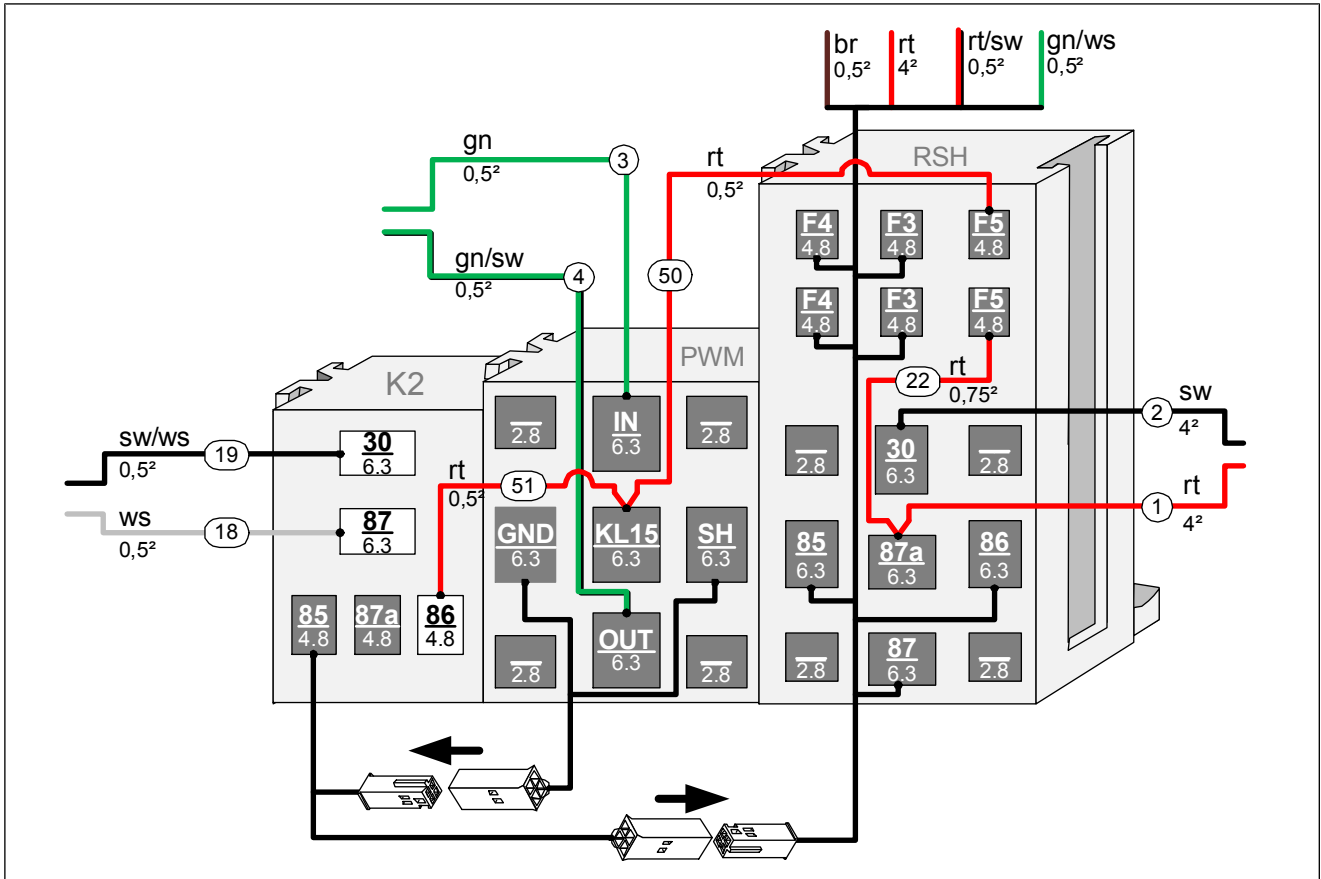 br
0,5²
rt
4²
rt/sw
0,5²
gn/ws
0,5²
gn
0,5²
3
rt
0,5²
RSH
F4
4.8
F3
4.8
F5
4.8
gn/sw
0,5²
4
50
F4
4.8
F3
4.8
F5
4.8
K2
PWM
22
rt
0,75²
2
sw
4²
sw/ws
0,5²
19
30
6.3
2.8
IN
6.3
2.8
2.8
30
6.3
2.8
rt
0,5²
51
1
rt
4²
ws
0,5²
18
87
6.3
GND
6.3
KL15
6.3
SH
6.3
85
6.3
87a
6.3
86
6.3
85
4.8
87a
4.8
86
4.8
2.8
OUT
6.3
2.8
2.8
87
6.3
2.8